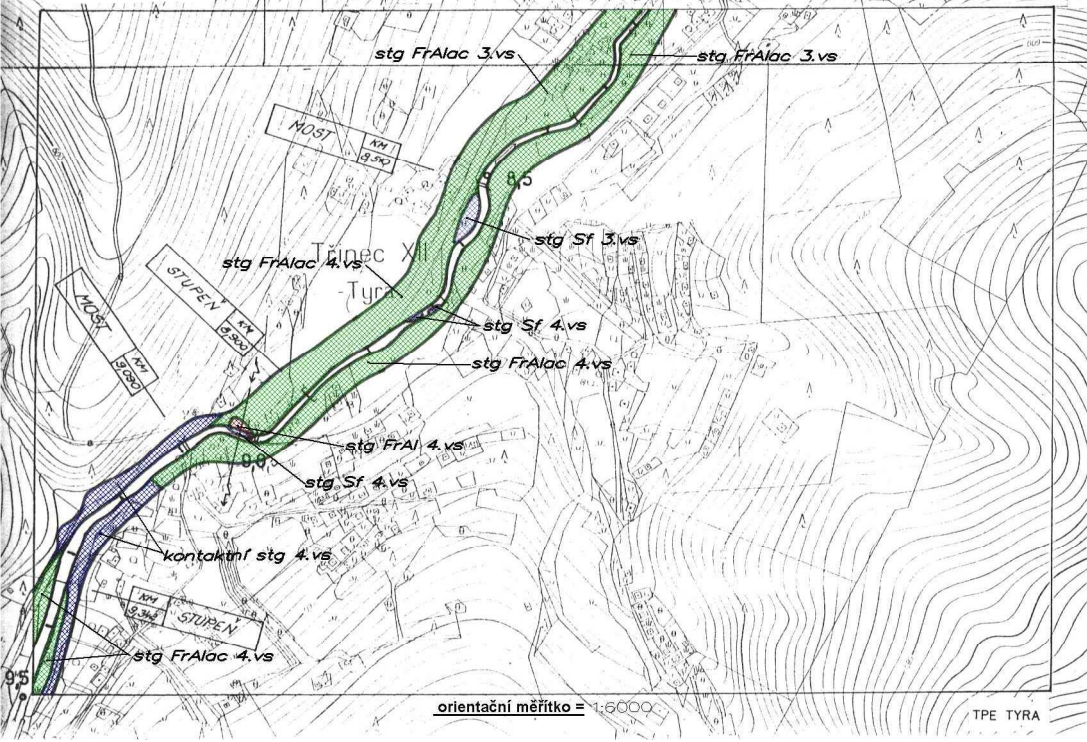 stg FrAlac 3.vs
stg FrAlac 3.vs
MOST
KM
8,5
stg Sf 3.vs
Třinec XII
stg FrAlac 4.vs
-Tyra
STUPEŇ
KM
8,900
MOST
KM
9,090
stg Sf 4.vs
stg FrAlac 4.vs
stg FrAl 4.vs
9,0
stg Sf 4.vs
kontaktní stg 4.vs
KM
STUPEŇ
stg FrAlac 4.vs
9,5
orientační měřítko = 1:6000
TPE TYRA